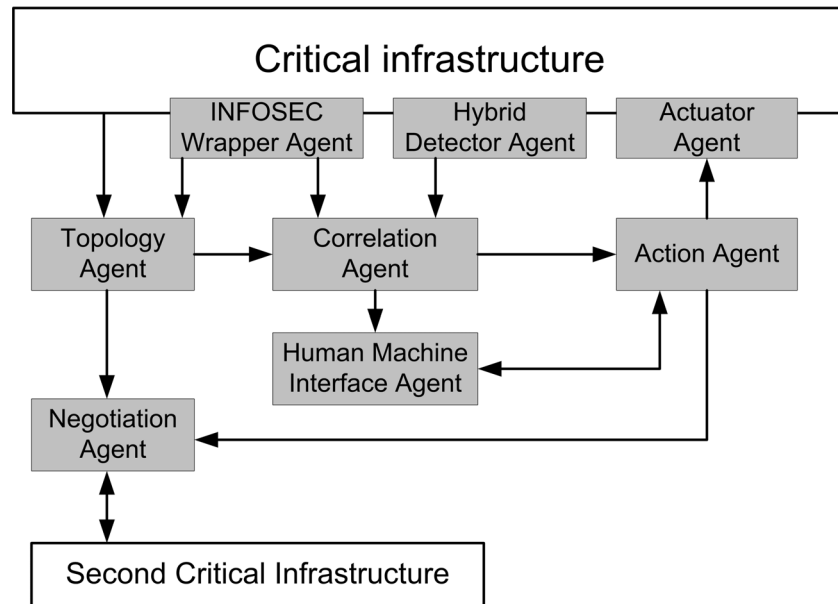 Critical infrastructure
INFOSEC
Wrapper Agent
Hybrid
Detector Agent
Actuator
Agent
Topology
Agent
Correlation
Agent
Action Agent
Human Machine
Interface Agent
Negotiation
Agent
Second Critical Infrastructure